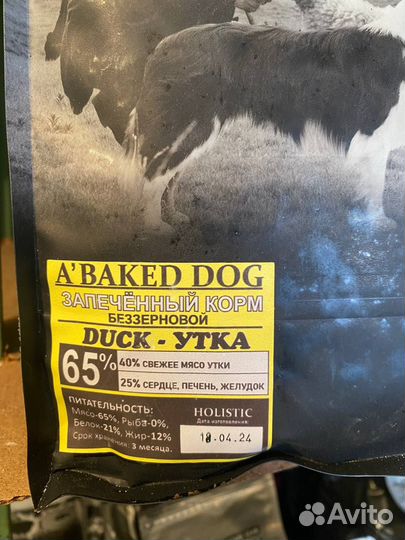 A'BAKED DOG
ЗАПЕЧЁННЫЙ КОРМ
БЕЗЗЕРНОВОЙ
DUCK - УТКА
65%
40% СВЕЖЕЕ МЯСО УТКИ
25% СЕРДЦЕ, ПЕЧЕНЬ, ЖЕЛУДОК
ПИТАТЕЛЬНОСТЬ:
Мясо-65%, Рыба-0%,
Белок-21%, Жир-12%
Срок хранения: 3 месяца.
HOLISTIC
Дата изготовления:
.04.24
Avito